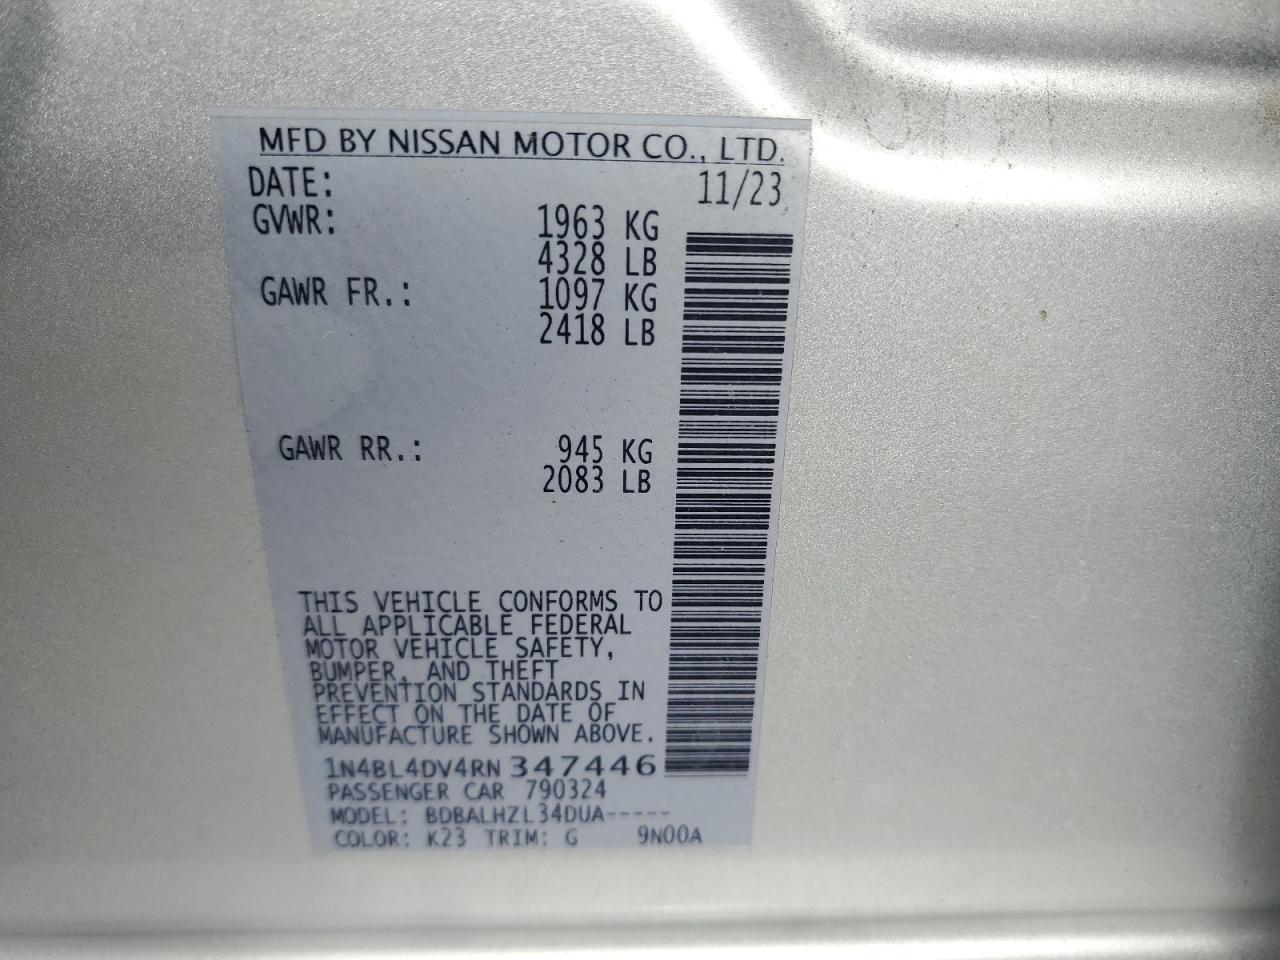 MFD BY NISSAN MOTOR CO., LTD.
DATE: 11/23
GVWR: 1963 KG
4328 LB
GAWR FR.: 1097 KG
2418 LB
GAWR RR.: 945 KG
2083 LB
THIS VEHICLE CONFORMS TO
ALL APPLICABLE FEDERAL
MOTOR VEHICLE SAFETY,
BUMPER, AND THEFT
PREVENTION STANDARDS IN
EFFECT ON THE DATE OF
MANUFACTURE SHOWN ABOVE.
1N4BL4DV4RN347446
PASSENGER CAR 790324
MODEL: BDBALHZL34DUA-----
COLOR: K23 TRIM: G 9N00A